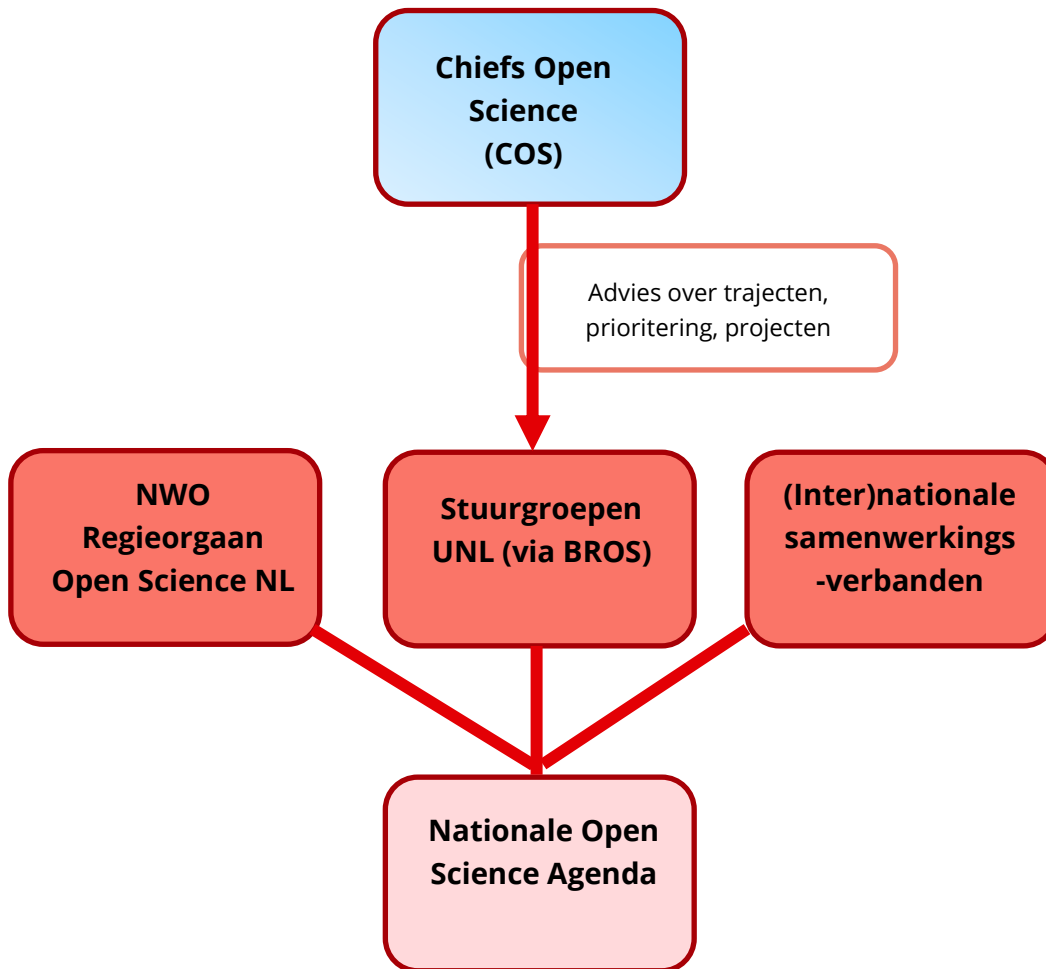 Chiefs Open
Science
(COS)
Advies over trajecten,
prioritering, projecten
NWO
Regieorgaan
Open Science NL
Stuurgroepen
UNL (via BROS)
(Inter)nationale
samenwerkings
-verbanden
Nationale Open
Science Agenda